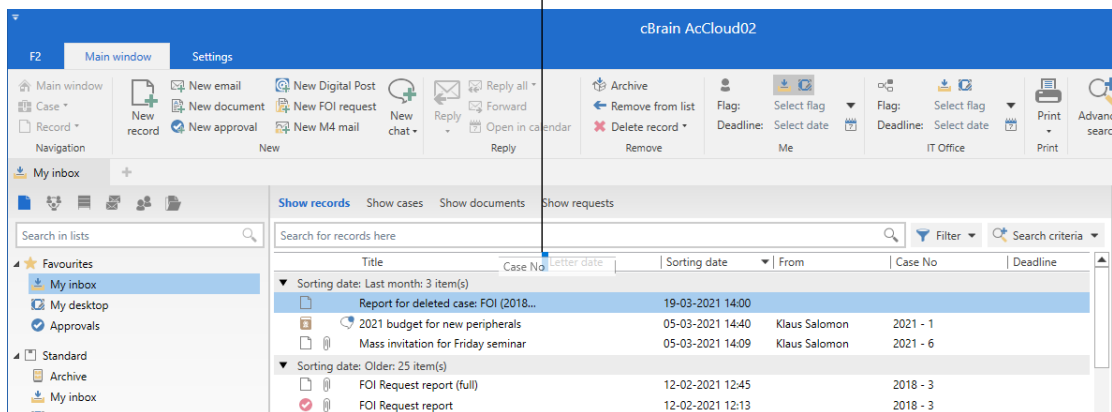 cBrain AcCloud02
F2 Main window Settings
Main window New email New Digital Post Reply all Archive
Case New document New FOI request Forward Remove from list Flag: Select flag Flag: Select flag
Record New record New approval New M4 mail New chat Reply Open in calendar Delete record Deadline: Select date Deadline: Select date Print
Navigation New Reply Remove Me IT Office Print
My inbox +
Show records Show cases Show documents Show requests
Search in lists Search for records here Filter Search criteria
Favourites Title Case No Letter date Sorting date From Case No Deadline
My inbox Sorting date: Last month: 3 item(s)
My desktop Report for deleted case: FOI (2018... 19-03-2021 14:00
Approvals 2021 budget for new peripherals 05-03-2021 14:40 Klaus Salomon 2021 - 1
Mass invitation for Friday seminar 05-03-2021 14:09 Klaus Salomon 2021 - 6
Standard Sorting date: Older: 25 item(s)
Archive FOI Request report (full) 12-02-2021 12:45 2018 - 3
My inbox FOI Request report 12-02-2021 12:13 2018 - 3